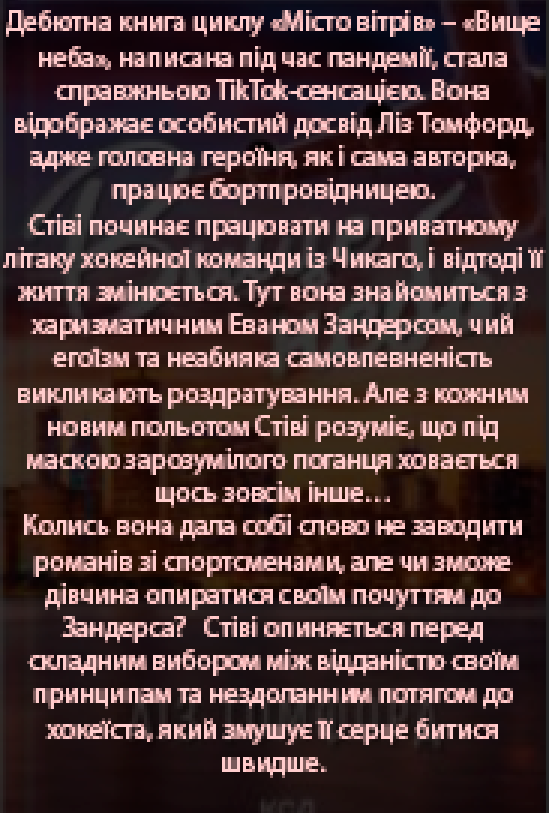 Дебютна книга циклу «Місто вітрів» – «Вище
неба», написана під час пандемії, стала
справжньою TikTok-сенсацією. Вона
відображає особистий досвід Ліз Томфорд,
адже головна героїня, як і сама авторка,
працює бортпровідницею.
Стіві починає працювати на приватному
літаку хокейної команди із Чикаго, і відтоді її
життя змінюється. Тут вона знайомиться з
харизматичним Еваном Зандерсом, чий
егоїзм та неабияка самовпевненість
викликають роздратування. Але з кожним
новим польотом Стіві розуміє, що під
маскою зарозумілого поганця ховається
щось зовсім інше…
Колись вона дала собі слово не заводити
романів зі спортсменами, але чи зможе
дівчина опиратися своїм почуттям до
Зандерса? Стіві опиняється перед
складним вибором між відданістю своїм
принципам та нездоланним потягом до
хокеїста, який змушує її серце битися
швидше.
КСД